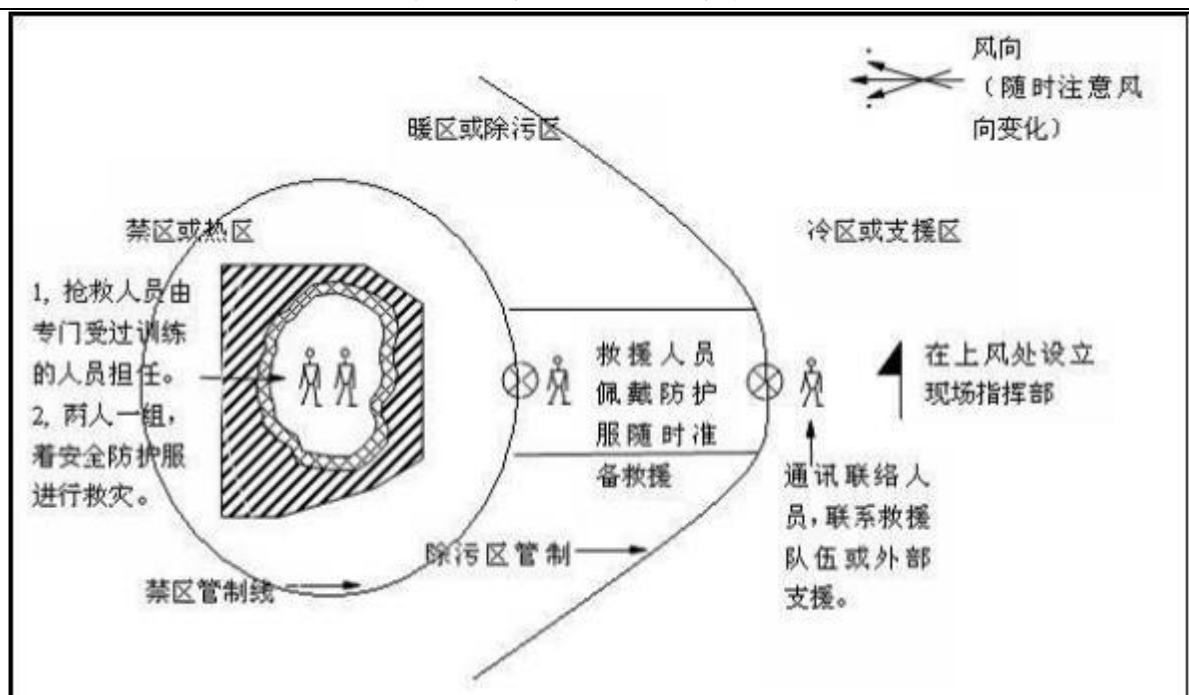 风向
(随时注意风
向变化)
暖区或除污区
禁区或热区
冷区或支援区
1, 抢救人员由
专门受过训练
的人员担任。
2, 两人一组,
着安全防护服
进行救灾。
救援人员
佩戴防护
服随时准
备救援
在上风处设立
现场指挥部
通讯联络人
员,联系救援
队伍或外部
支援。
除污区管制
禁区管制线